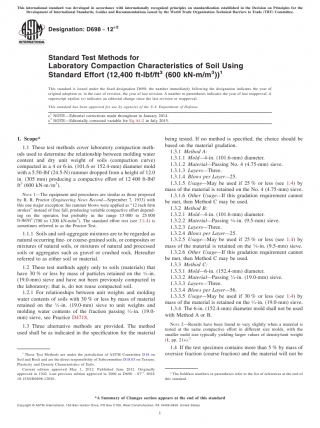 This international standard was developed in accordance with internationally recognized principles on standardization established in the Decision on Principles for the
Development of International Standards, Guides and Recommendations issued by the World Trade Organization Technical Barriers to Trade (TBT) Committee.
Designation: D698 − 12
Standard Test Methods for
Laboratory Compaction Characteristics of Soil Using
Standard Effort (12,400 ft-lbf/ft³ (600 kN-m/m³))¹
This standard is issued under the fixed designation D698; the number immediately following the designation indicates the year of
original adoption or, in the case of revision, the year of last revision. A number in parentheses indicates the year of last reapproval. A
superscript epsilon (ε) indicates an editorial change since the last revision or reapproval.
This standard has been approved for use by agencies of the U.S. Department of Defense.
NOTE—Editorial corrections made throughout in January 2014.
NOTE—Editorially corrected variable for Eq A1.2 in July 2015.
1. Scope*
1.1 These test methods cover laboratory compaction meth-
ods used to determine the relationship between molding water
content and dry unit weight of soils (compaction curve)
compacted in a 4 or 6-in. (101.6 or 152.4-mm) diameter mold
with a 5.50-lbf (24.5-N) rammer dropped from a height of 12.0
in. (305 mm) producing a compactive effort of 12 400 ft-lbf/
ft³ (600 kN-m/m³).
NOTE 1—The equipment and procedures are similar as those proposed
by R. R. Proctor (Engineering News Record—September 7, 1933) with
this one major exception: his rammer blows were applied as "12 inch firm
strokes" instead of free fall, producing variable compactive effort depend-
ing on the operator, but probably in the range 15 000 to 25 000
ft-lbf/ft³ (700 to 1200 kN-m/m³). The standard effort test (see 3.1.4) is
sometimes referred to as the Proctor Test.
1.1.1 Soils and soil-aggregate mixtures are to be regarded as
natural occurring fine- or coarse-grained soils, or composites or
mixtures of natural soils, or mixtures of natural and processed
soils or aggregates such as gravel or crushed rock. Hereafter
referred to as either soil or material.
1.2 These test methods apply only to soils (materials) that
have 30 % or less by mass of particles retained on the ¾-in.
(19.0-mm) sieve and have not been previously compacted in
the laboratory; that is, do not reuse compacted soil.
1.2.1 For relationships between unit weights and molding
water contents of soils with 30 % or less by mass of material
retained on the ¾-in. (19.0-mm) sieve to unit weights and
molding water contents of the fraction passing ¾-in. (19.0-
mm) sieve, see Practice D4718.
1.3 Three alternative methods are provided. The method
used shall be as indicated in the specification for the material
being tested. If no method is specified, the choice should be
based on the material gradation.
1.3.1 Method A:
1.3.1.1 Mold—4-in. (101.6-mm) diameter.
1.3.1.2 Material—Passing No. 4 (4.75-mm) sieve.
1.3.1.3 Layers—Three.
1.3.1.4 Blows per Layer—25.
1.3.1.5 Usage—May be used if 25 % or less (see 1.4) by
mass of the material is retained on the No. 4 (4.75-mm) sieve.
1.3.1.6 Other Usage—If this gradation requirement cannot
be met, then Method C may be used.
1.3.2 Method B:
1.3.2.1 Mold—4-in. (101.6-mm) diameter.
1.3.2.2 Material—Passing ⅜-in. (9.5-mm) sieve.
1.3.2.3 Layers—Three.
1.3.2.4 Blows per Layer—25.
1.3.2.5 Usage—May be used if 25 % or less (see 1.4) by
mass of the material is retained on the ⅜-in. (9.5-mm) sieve.
1.3.2.6 Other Usage—If this gradation requirement cannot
be met, then Method C may be used.
1.3.3 Method C:
1.3.3.1 Mold—6-in. (152.4-mm) diameter.
1.3.3.2 Material—Passing ¾-in. (19.0-mm) sieve.
1.3.3.3 Layers—Three.
1.3.3.4 Blows per Layer—56.
1.3.3.5 Usage—May be used if 30 % or less (see 1.4) by
mass of the material is retained on the ¾-in. (19.0-mm) sieve.
1.3.4 The 6-in. (152.4-mm) diameter mold shall not be used
with Method A or B.
NOTE 2—Results have been found to vary slightly when a material is
tested at the same compactive effort in different size molds, with the
smaller mold size typically yielding larger values of density/unit weight
(1, pp. 21+).²
1.4 If the test specimen contains more than 5 % by mass of
oversize fraction (coarse fraction) and the material will not be
¹ These Test Methods are under the jurisdiction of ASTM Committee D18 on
Soil and Rock and are the direct responsibility of Subcommittee D18.03 on Texture,
Plasticity and Density Characteristics of Soils.
Current edition approved May 1, 2012. Published June 2012. Originally
² The boldface numbers in parentheses refer to the list of references at the end of
this standard.
*A Summary of Changes section appears at the end of this standard
1